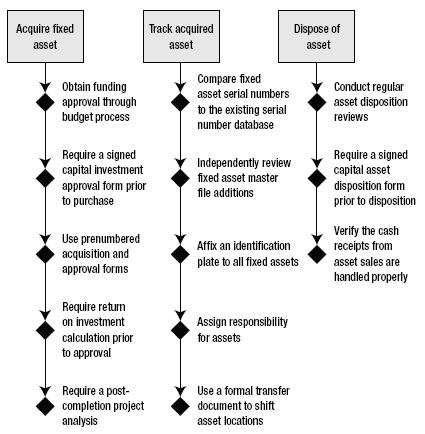 Acquire fixed
asset
Obtain funding
approval through
budget process
Require a signed
capital investment
approval form prior
to purchase
Use prenumbered
acquisition and
approval forms
Require return
on investment
calculation prior
to approval
Require a post-
completion project
analysis
Track acquired
asset
Compare fixed
asset serial numbers
to the existing serial
number database
Independently review
fixed asset master
file additions
Affix an identification
plate to all fixed assets
Assign responsibility
for assets
Use a formal transfer
document to shift
asset locations
Dispose of
asset
Conduct regular
asset disposition
reviews
Require a signed
capital asset
disposition form
prior to disposition
Verify the cash
receipts from
asset sales are
handled properly